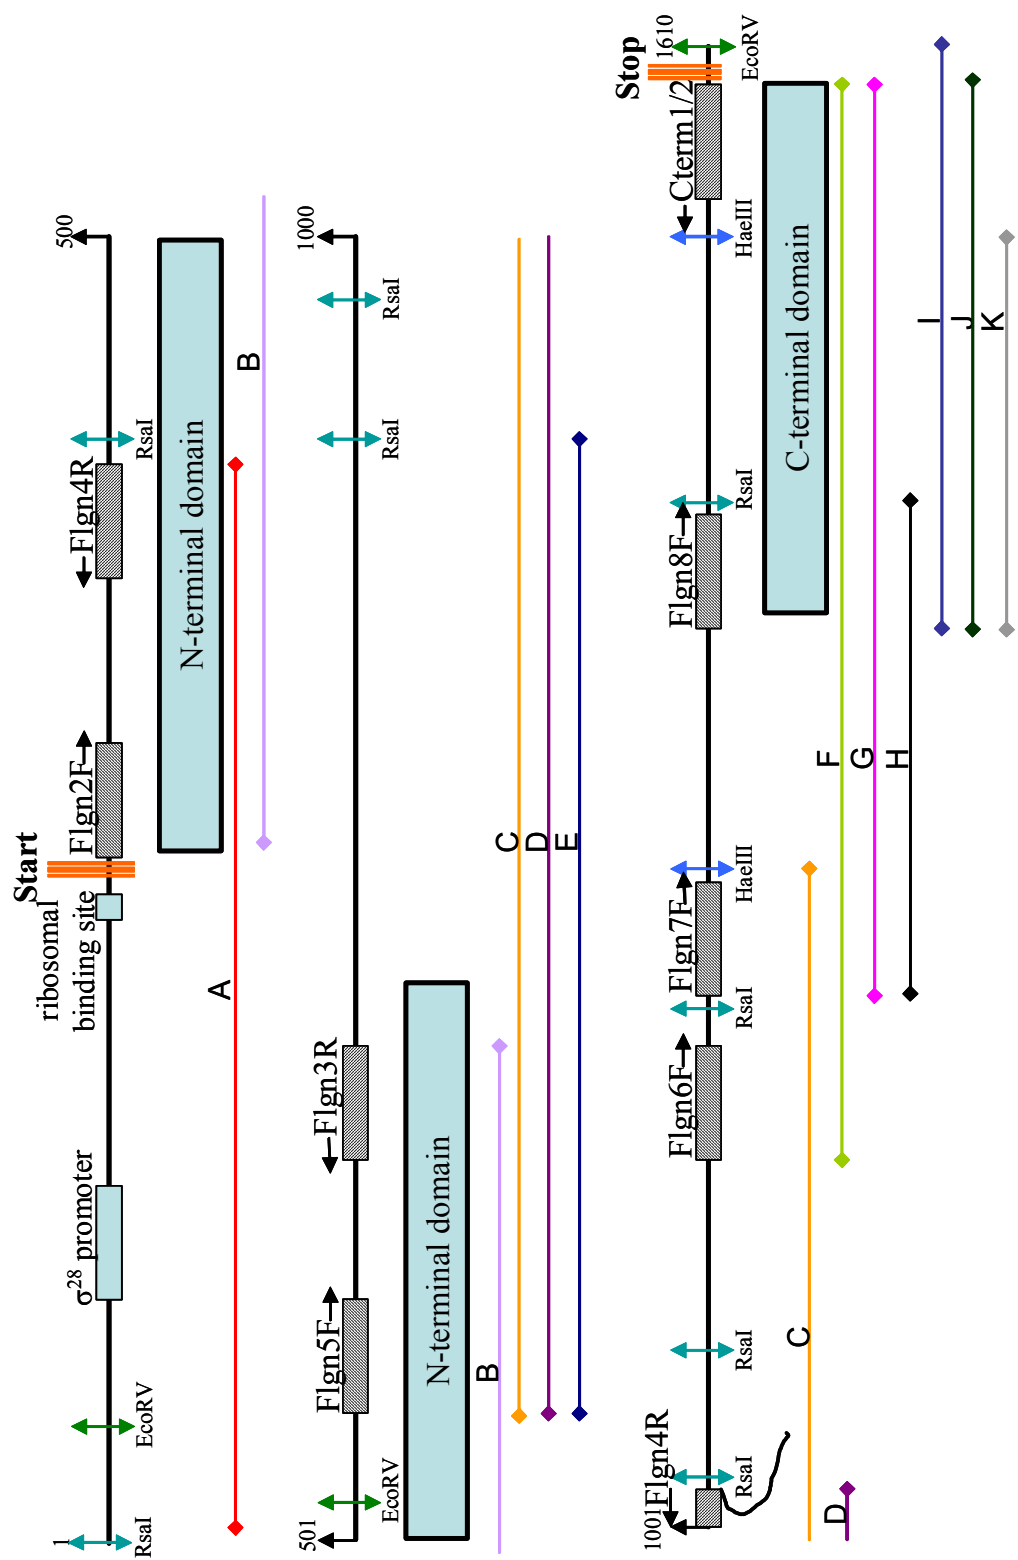 Start
ribosomal
binding site
σ28 promoter
Flgn2F
Flgn4R
1
500
RsaI
EcoRV
RsaI
N-terminal domain
A
B
501
1000
Flgn5F
Flgn3R
EcoRV
RsaI
RsaI
N-terminal domain
B
C
D
E
Stop
1001
Flgn4R
Flgn6F
Flgn7F
Flgn8F
Cterm1/2
1610
RsaI
RsaI
RsaI
HaeIII
RsaI
HaeIII
EcoRV
C-terminal domain
C
D
F
G
H
I
J
K